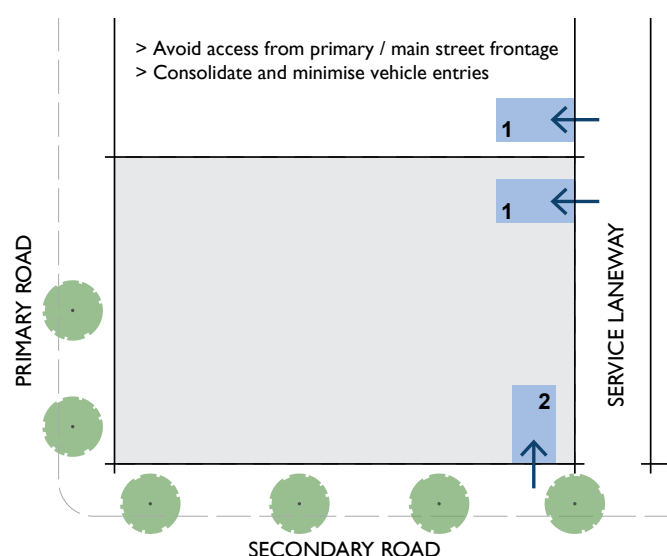 > Avoid access from primary / main street frontage
> Consolidate and minimise vehicle entries
1
1
PRIMARY ROAD
SERVICE LANEWAY
2
SECONDARY ROAD